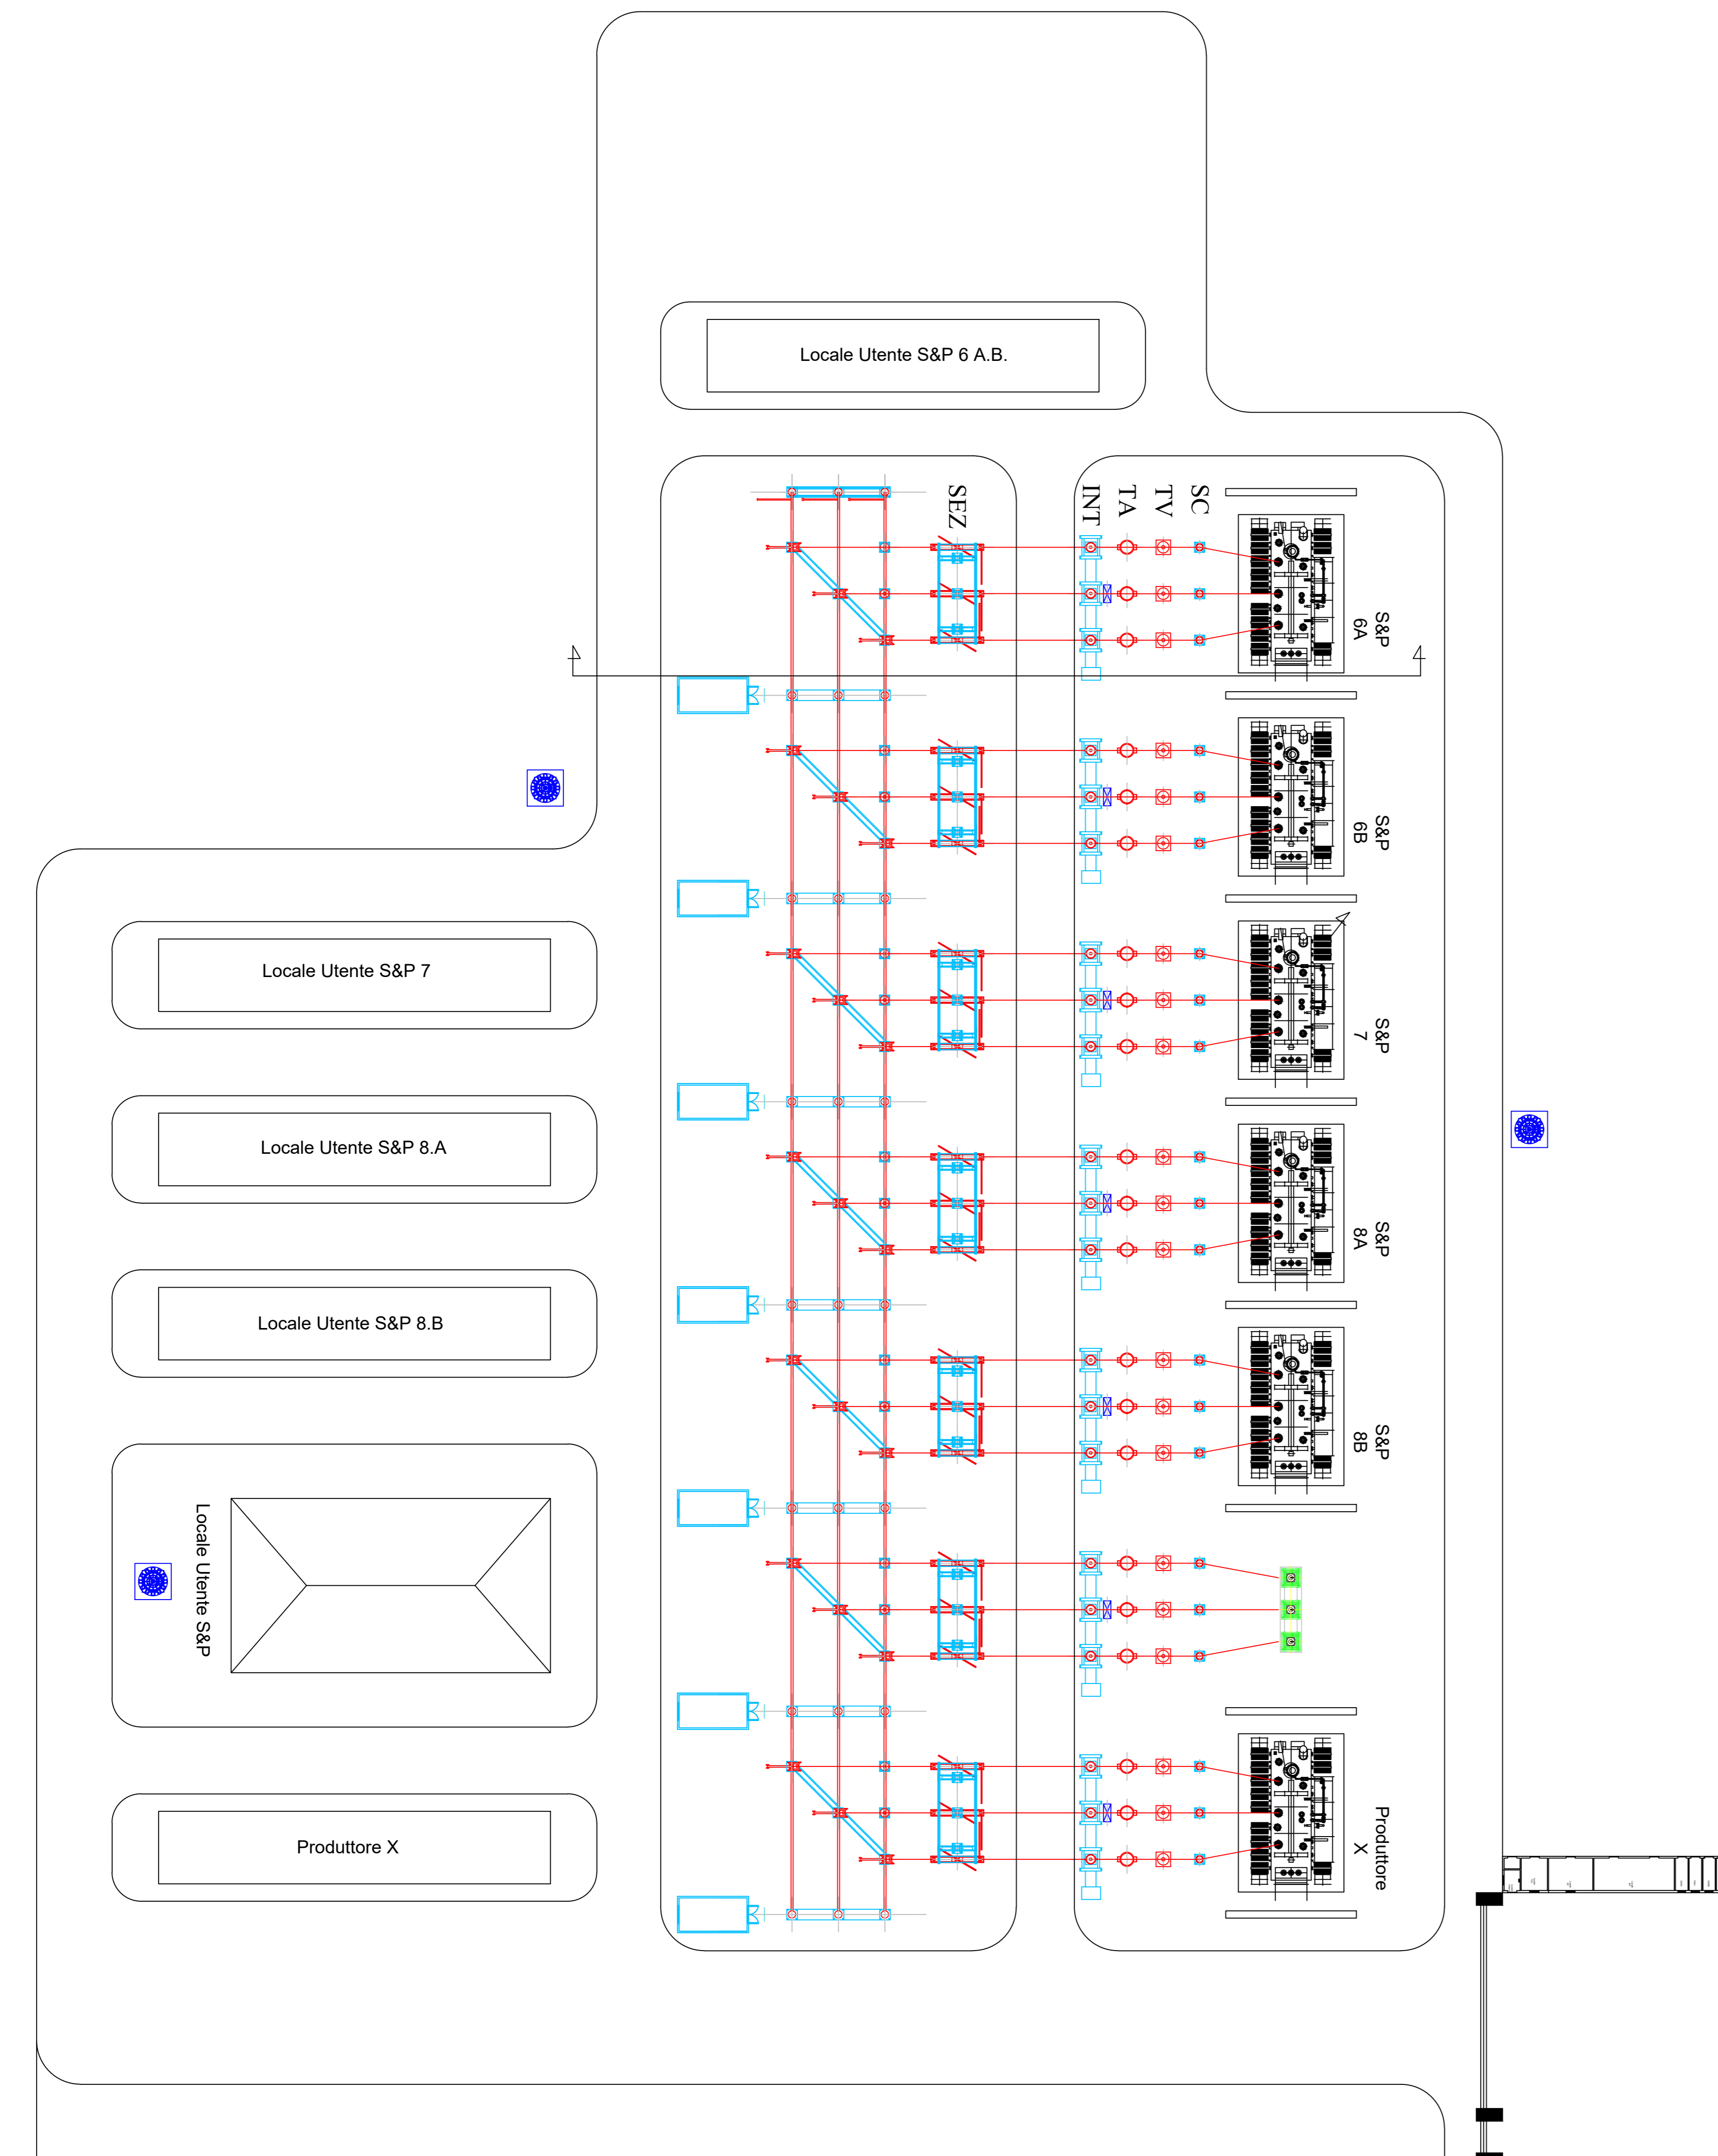 Locale Utente S&P 6 A.B.
SEZ
INT
TA
TV
SC
S&P
6A
S&P
6B
S&P
7
Locale Utente S&P 7
Locale Utente S&P 8.A
S&P
8A
Locale Utente S&P 8.B
S&P
8B
Locale Utente S&P
Produttore X
Produttore
X